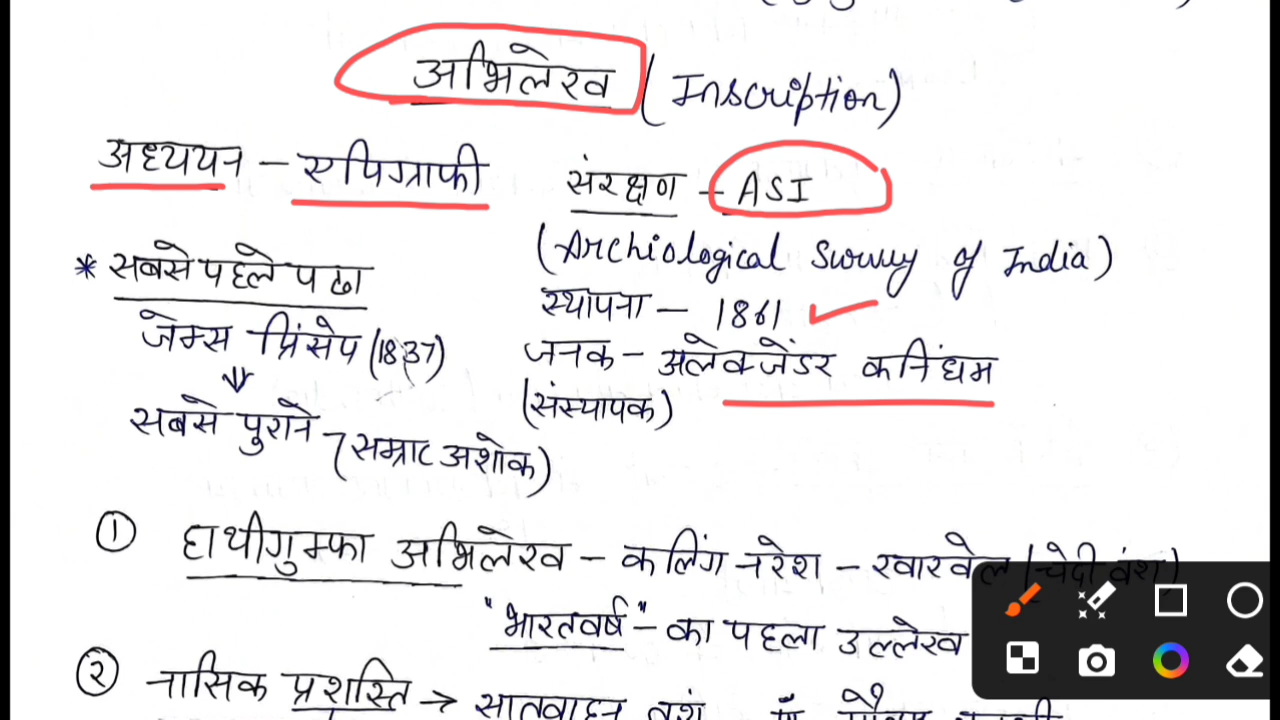 अभिलेख (Inscription)
अध्ययन – एपिग्राफी
संरक्षण – ASI
(Archiological Survuy of India)
स्थापना – 1861
जनक – अलेक्जेंडर कनिंघम
(संस्थापक)
* सबसे पहले पढा
जेम्स प्रिंसेप (1837)
सबसे पुराने → (सम्राट अशोक)
① हाथीगुम्फा अभिलेख – कलिंग नरेश – खारवेल (चेदी वंश)
"भारतवर्ष" – का पहला उल्लेख
② नासिक प्रशस्ति → सातवाहन वंश